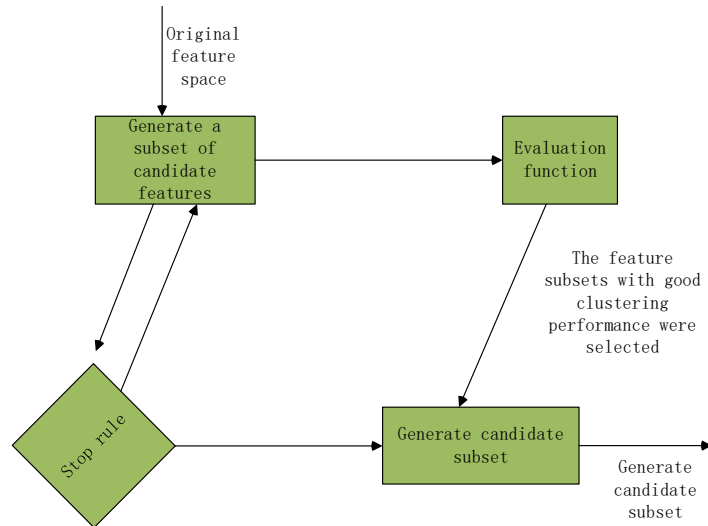 Original
feature
space
Generate a
subset of
candidate
features
Evaluation
function
The feature
subsets with good
clustering
performance were
selected
Stop rule
Generate candidate
subset
Generate
candidate
subset